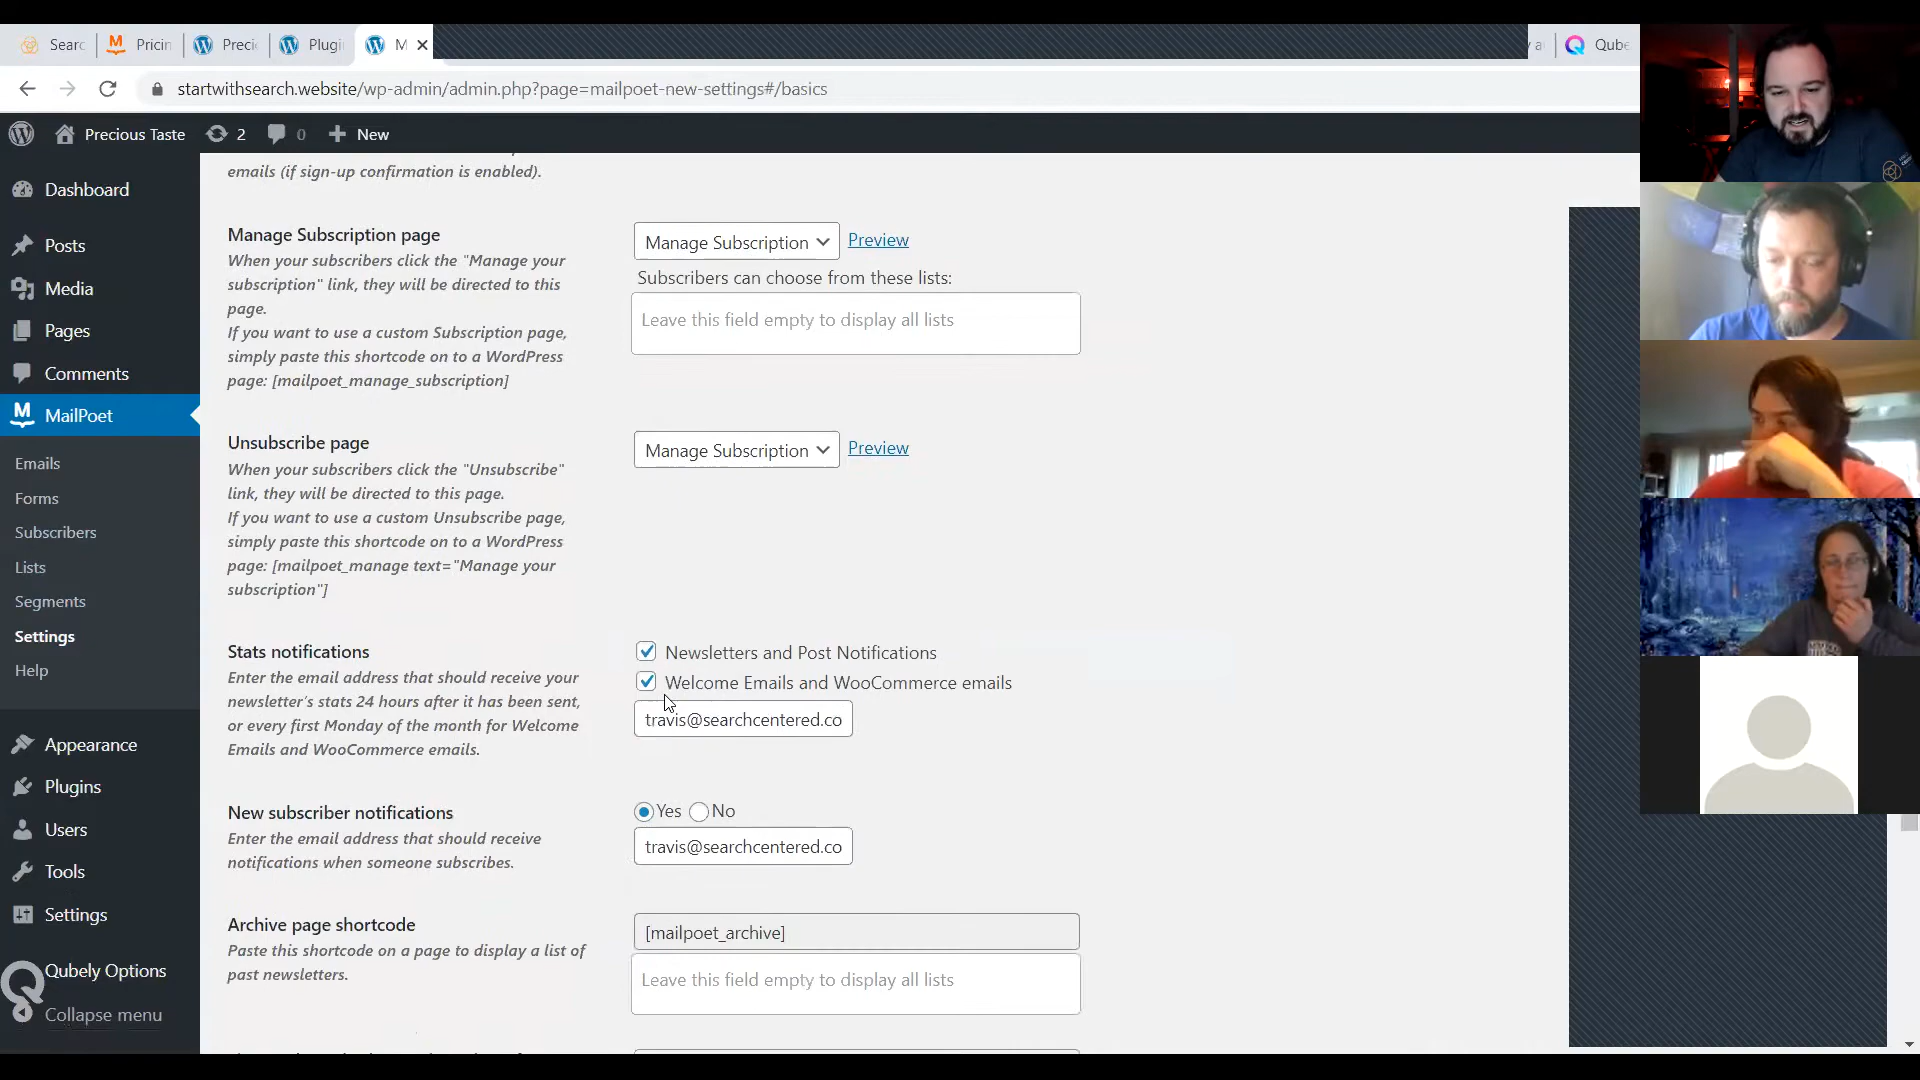 Searc
Pricin
Preci
Plugi
M
y a
Qube
startwithsearch.website/wp-admin/admin.php?page=mailpoet-new-settings#/basics
Precious Taste
2
0
New
Dashboard
Posts
Media
Pages
Comments
MailPoet
Emails
Forms
Subscribers
Lists
Segments
Settings
Help
Appearance
Plugins
Users
Tools
Settings
Qubely Options
Collapse menu
emails (if sign-up confirmation is enabled).
Manage Subscription page
When your subscribers click the "Manage your
subscription" link, they will be directed to this
page.
If you want to use a custom Subscription page,
simply paste this shortcode on to a WordPress
page: [mailpoet_manage_subscription]
Manage Subscription
Preview
Subscribers can choose from these lists:
Leave this field empty to display all lists
Unsubscribe page
When your subscribers click the "Unsubscribe"
link, they will be directed to this page.
If you want to use a custom Unsubscribe page,
simply paste this shortcode on to a WordPress
page: [mailpoet_manage text="Manage your
subscription"]
Manage Subscription
Preview
Stats notifications
Enter the email address that should receive your
newsletter's stats 24 hours after it has been sent,
or every first Monday of the month for Welcome
Emails and WooCommerce emails.
Newsletters and Post Notifications
Welcome Emails and WooCommerce emails
travis@searchcentered.co
New subscriber notifications
Enter the email address that should receive
notifications when someone subscribes.
Yes
No
travis@searchcentered.co
Archive page shortcode
Paste this shortcode on a page to display a list of
past newsletters.
[mailpoet_archive]
Leave this field empty to display all lists